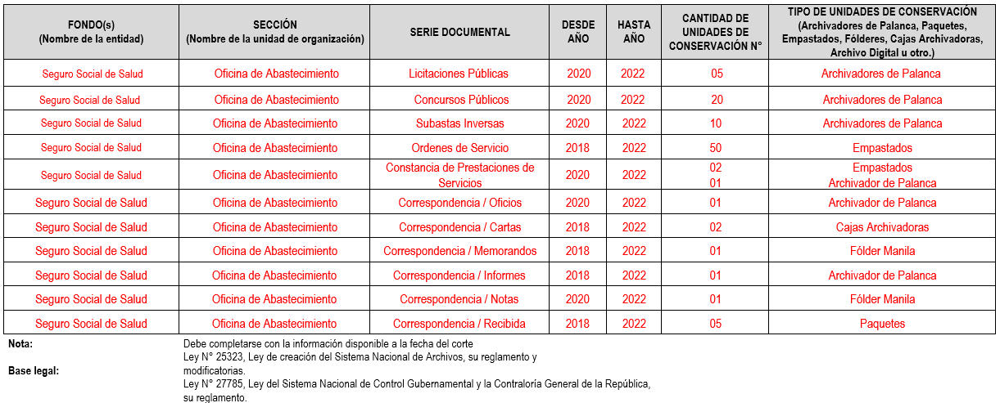 FONDO(s)
(Nombre de la entidad)
SECCIÓN
(Nombre de la unidad de organización)
SERIE DOCUMENTAL
DESDE
AÑO
HASTA
AÑO
CANTIDAD DE
UNIDADES DE
CONSERVACIÓN N°
TIPO DE UNIDADES DE CONSERVACIÓN
(Archivadores de Palanca, Paquetes,
Empastados, Fólderes, Cajas Archivadoras,
Archivo Digital u otro.)
Seguro Social de Salud Oficina de Abastecimiento Licitaciones Públicas 2020 2022 05 Archivadores de Palanca
Seguro Social de Salud Oficina de Abastecimiento Concursos Públicos 2020 2022 20 Archivadores de Palanca
Seguro Social de Salud Oficina de Abastecimiento Subastas Inversas 2020 2022 10 Archivadores de Palanca
Seguro Social de Salud Oficina de Abastecimiento Ordenes de Servicio 2018 2022 50 Empastados
Seguro Social de Salud Oficina de Abastecimiento Constancia de Prestaciones de
Servicios 2020 2022 02
01 Empastados
Archivador de Palanca
Seguro Social de Salud Oficina de Abastecimiento Correspondencia / Oficios 2020 2022 01 Archivador de Palanca
Seguro Social de Salud Oficina de Abastecimiento Correspondencia / Cartas 2018 2022 02 Cajas Archivadoras
Seguro Social de Salud Oficina de Abastecimiento Correspondencia / Memorandos 2018 2022 01 Fólder Manila
Seguro Social de Salud Oficina de Abastecimiento Correspondencia / Informes 2018 2022 01 Archivador de Palanca
Seguro Social de Salud Oficina de Abastecimiento Correspondencia / Notas 2020 2022 01 Fólder Manila
Seguro Social de Salud Oficina de Abastecimiento Correspondencia / Recibida 2018 2022 05 Paquetes
Nota: Debe completarse con la información disponible a la fecha del corte
Base legal: Ley N° 25323, Ley de creación del Sistema Nacional de Archivos, su reglamento y
modificatorias.
Ley N° 27785, Ley del Sistema Nacional de Control Gubernamental y la Contraloría General de la República,
su reglamento.